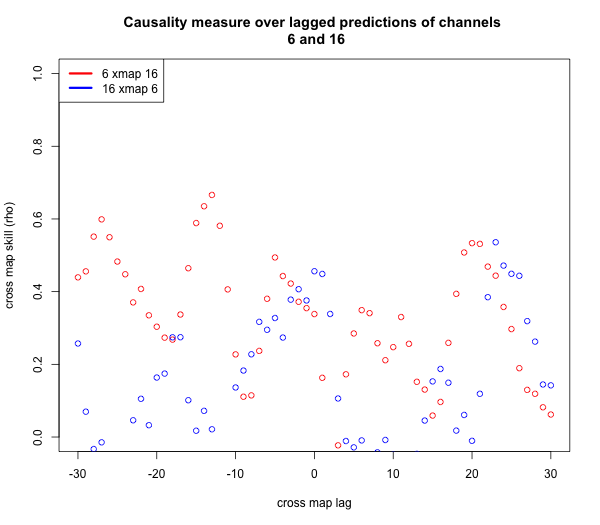 Causality measure over lagged predictions of channels
6 and 16
6 xmap 16
16 xmap 6
1.0
0.8
0.6
0.4
0.2
0.0
cross map skill (rho)
-30
-20
-10
0
10
20
30
cross map lag